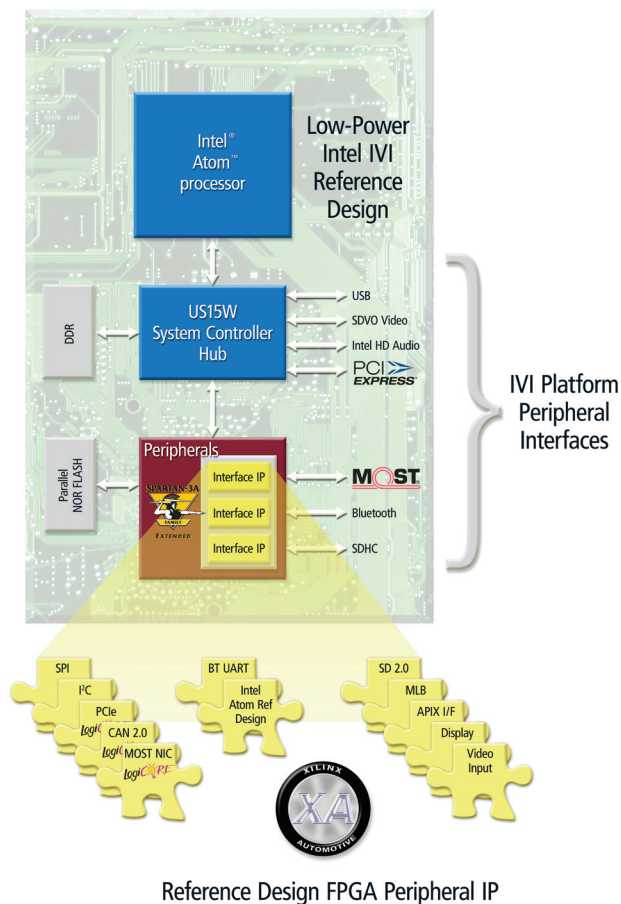 Intel®
Atom™
processor
Low-Power
Intel IVI
Reference
Design
US15W
System Controller
Hub
DDR
USB
SDVO Video
Intel HD Audio
PCI
EXPRESS®
IVI Platform
Peripheral
Interfaces
Peripherals
Parallel
NOR FLASH
SPARTAN-3A
FAMILY
EXTENDED
Interface IP
Interface IP
Interface IP
MOST
Bluetooth
SDHC
SPI
I²C
PCIe
LogiC
CAN 2.0
LogiC
MOST NIC
LogiCORE
BT UART
Intel
Atom Ref
Design
SD 2.0
MLB
APIX I/F
Display
Video
Input
XILINX
XA
AUTOMOTIVE
Reference Design FPGA Peripheral IP